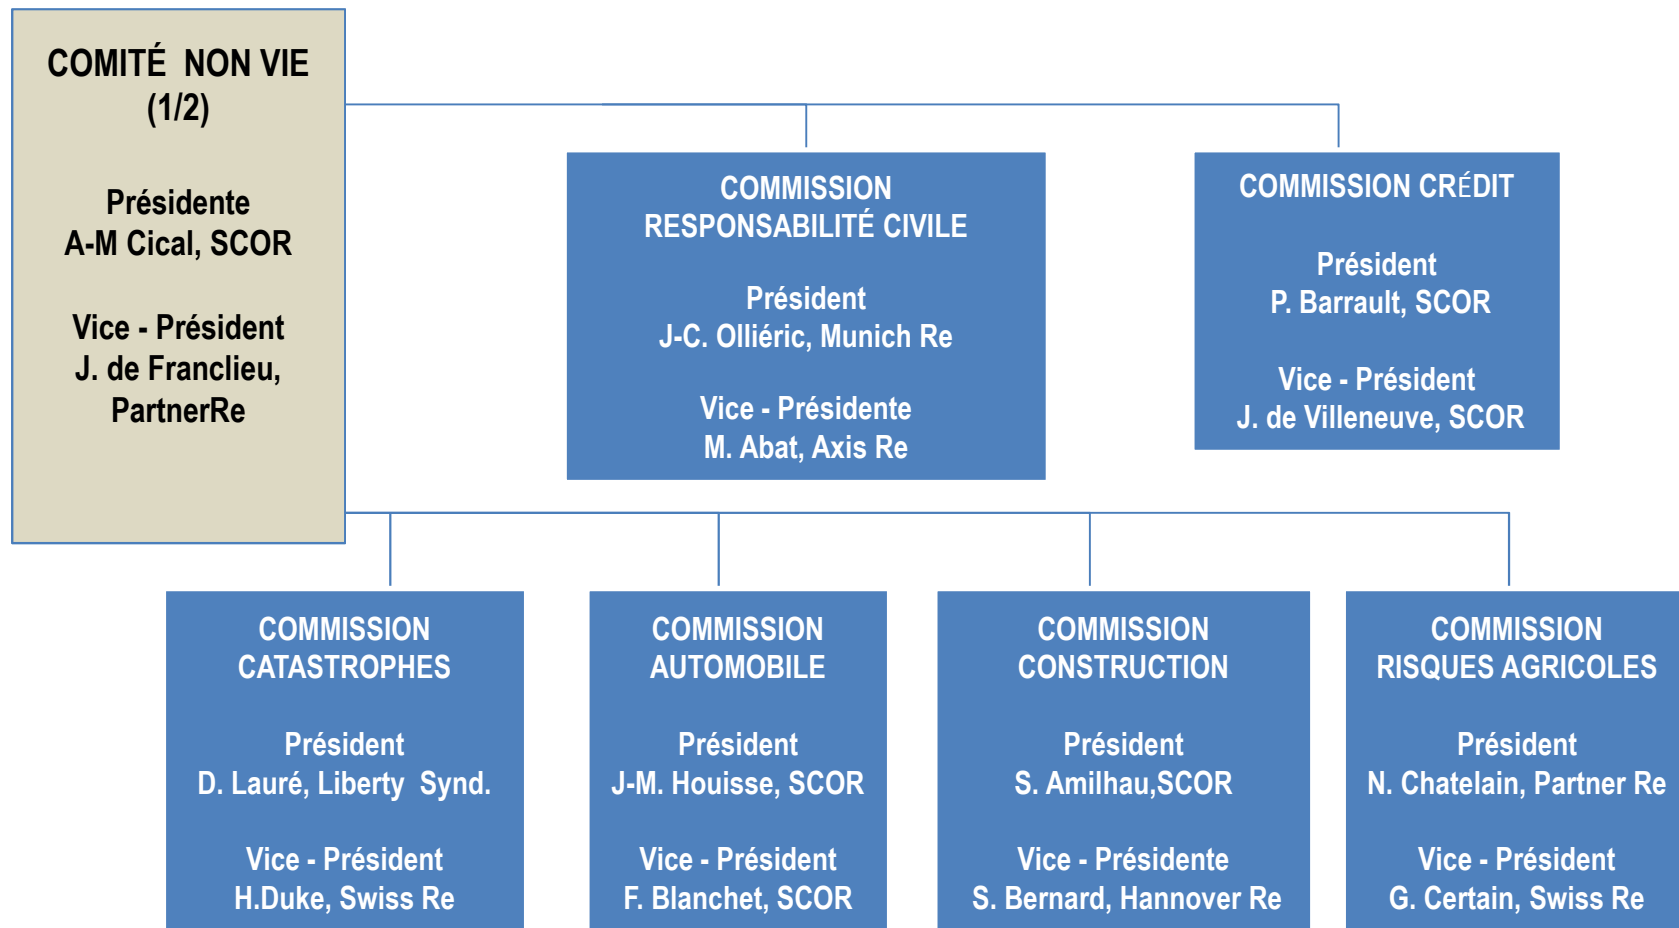 COMITÉ NON VIE
(1/2)
Présidente
A-M Cical, SCOR
Vice - Président
J. de Franclieu,
PartnerRe
COMMISSION
RESPONSABILITÉ CIVILE
Président
J-C. Olliéric, Munich Re
Vice - Présidente
M. Abat, Axis Re
COMMISSION CRÉDIT
Président
P. Barrault, SCOR
Vice - Président
J. de Villeneuve, SCOR
COMMISSION
CATASTROPHES
Président
D. Lauré, Liberty Synd.
Vice - Président
H.Duke, Swiss Re
COMMISSION
AUTOMOBILE
Président
J-M. Houisse, SCOR
Vice - Président
F. Blanchet, SCOR
COMMISSION
CONSTRUCTION
Président
S. Amilhau,SCOR
Vice - Présidente
S. Bernard, Hannover Re
COMMISSION
RISQUES AGRICOLES
Président
N. Chatelain, Partner Re
Vice - Président
G. Certain, Swiss Re